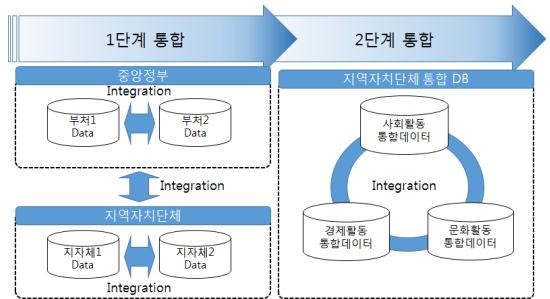 1단계 통합
2단계 통합
중앙정부
Integration
부처1
Data
부처2
Data
Integration
지역자치단체
지자체1
Data
지자체2
Data
Integration
지역자치단체 통합 DB
사회활동
통합데이터
Integration
경제활동
통합데이터
문화활동
통합데이터